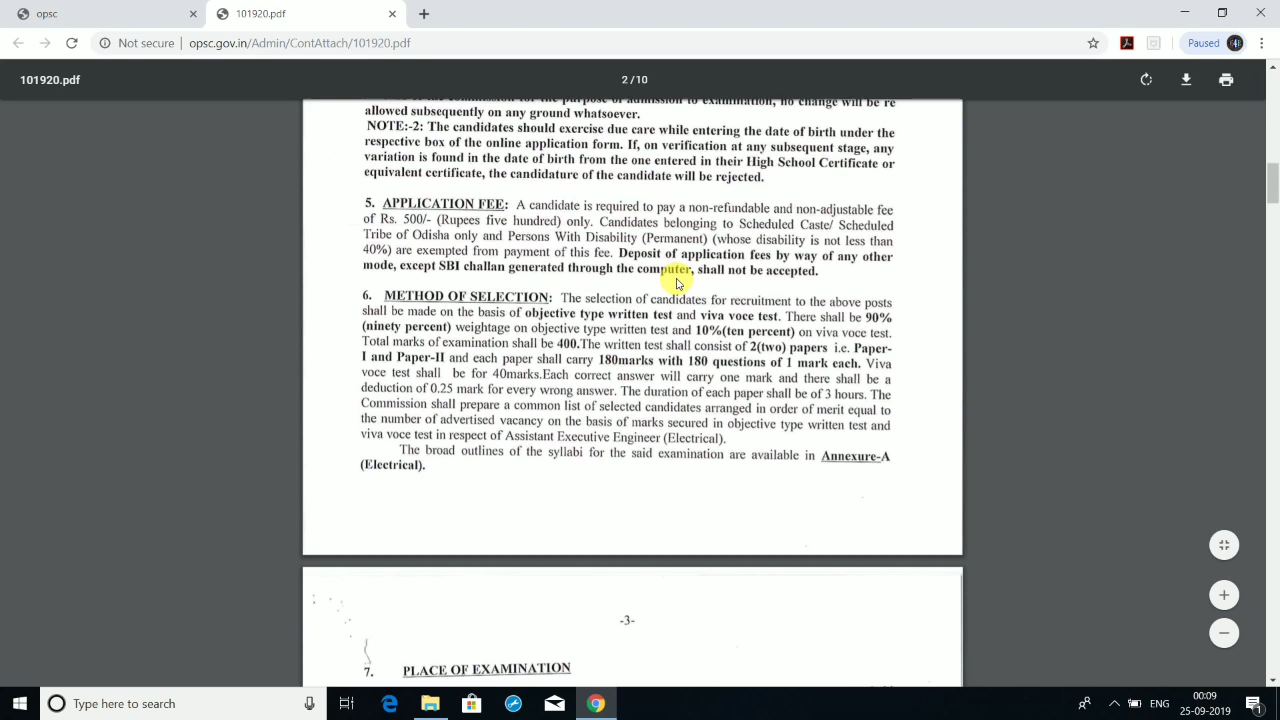 opsc
101920.pdf
Not secure
opsc.gov.in/Admin/ContAttach/101920.pdf
Paused
101920.pdf
2 / 10
of the commission for the purpose of admission to examination, no change will be re
allowed subsequently on any ground whatsoever.
NOTE:-2: The candidates should exercise due care while entering the date of birth under the
respective box of the online application form. If, on verification at any subsequent stage, any
variation is found in the date of birth from the one entered in their High School Certificate or
equivalent certificate, the candidature of the candidate will be rejected.
5. APPLICATION FEE: A candidate is required to pay a non-refundable and non-adjustable fee
of Rs. 500/- (Rupees five hundred) only. Candidates belonging to Scheduled Caste/ Scheduled
Tribe of Odisha only and Persons With Disability (Permanent) (whose disability is not less than
40%) are exempted from payment of this fee. Deposit of application fees by way of any other
mode, except SBI challan generated through the computer, shall not be accepted.
6. METHOD OF SELECTION: The selection of candidates for recruitment to the above posts
shall be made on the basis of objective type written test and viva voce test. There shall be 90%
(ninety percent) weightage on objective type written test and 10%(ten percent) on viva voce test.
Total marks of examination shall be 400.The written test shall consist of 2(two) papers i.e. Paper-
I and Paper-II and each paper shall carry 180marks with 180 questions of 1 mark each. Viva
voce test shall be for 40marks.Each correct answer will carry one mark and there shall be a
deduction of 0.25 mark for every wrong answer. The duration of each paper shall be of 3 hours. The
Commission shall prepare a common list of selected candidates arranged in order of merit equal to
the number of advertised vacancy on the basis of marks secured in objective type written test and
viva voce test in respect of Assistant Executive Engineer (Electrical).
The broad outlines of the syllabi for the said examination are available in Annexure-A
(Electrical).
-3-
7. PLACE OF EXAMINATION
Type here to search
ENG
00:09
25-09-2019
1